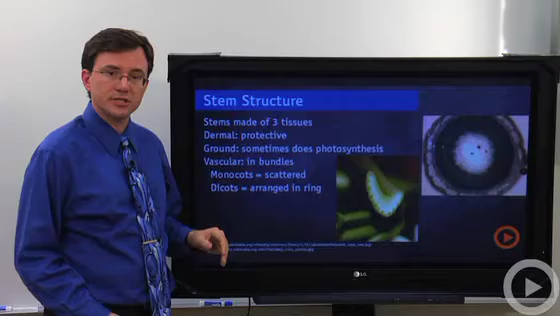 Stem Structure
Stems made of 3 tissues
Dermal: protective
Ground: sometimes does photosynthesis
Vascular: in bundles
Monocots = scattered
Dicots = arranged in ring
LG